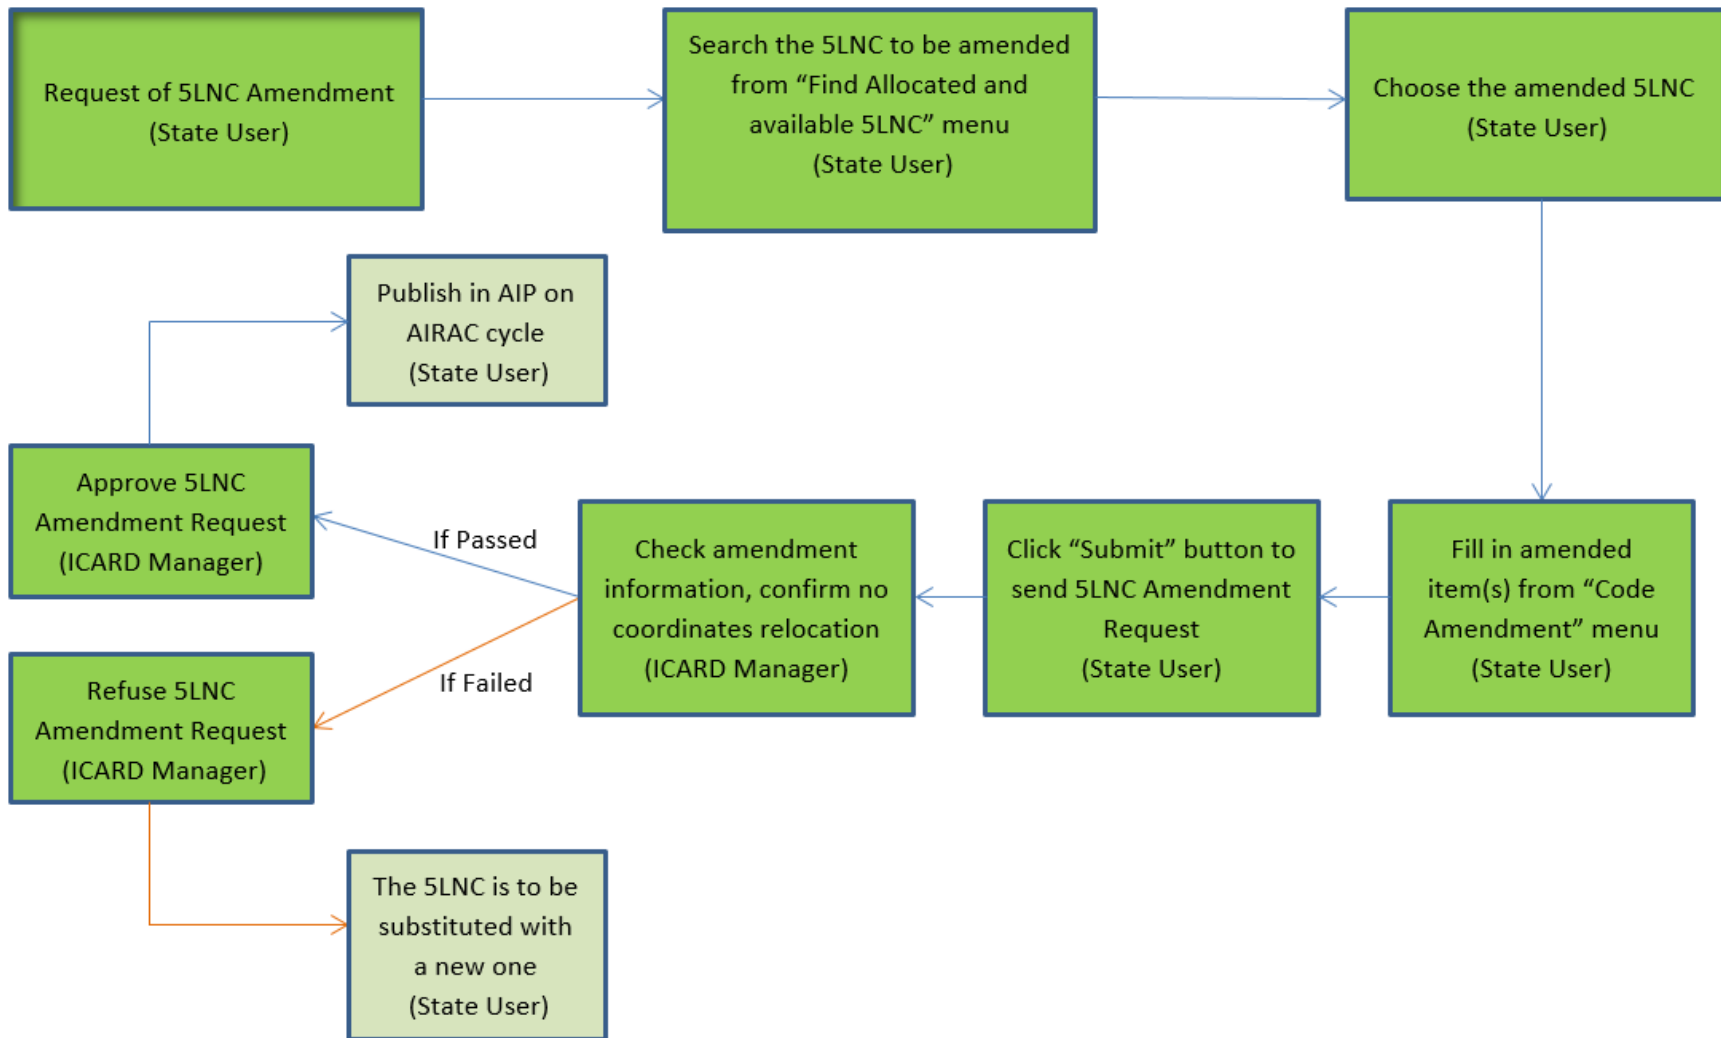 Request of 5LNC Amendment
(State User)
Search the 5LNC to be amended
from “Find Allocated and
available 5LNC” menu
(State User)
Choose the amended 5LNC
(State User)
Publish in AIP on
AIRAC cycle
(State User)
Approve 5LNC
Amendment Request
(ICARD Manager)
If Passed
Check amendment
information, confirm no
coordinates relocation
(ICARD Manager)
Click “Submit” button to
send 5LNC Amendment
Request
(State User)
Fill in amended
item(s) from “Code
Amendment” menu
(State User)
If Failed
Refuse 5LNC
Amendment Request
(ICARD Manager)
The 5LNC is to be
substituted with
a new one
(State User)